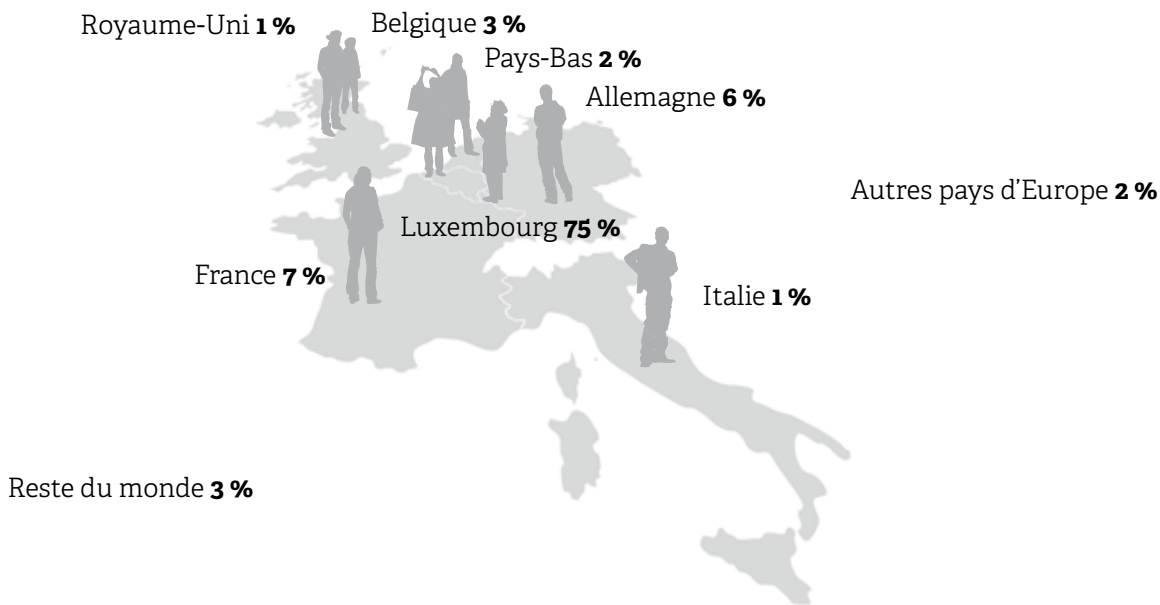 Royaume-Uni 1 %
Belgique 3 %
Pays-Bas 2 %
Allemagne 6 %
Autres pays d’Europe 2 %
Luxembourg 75 %
France 7 %
Italie 1 %
Reste du monde 3 %